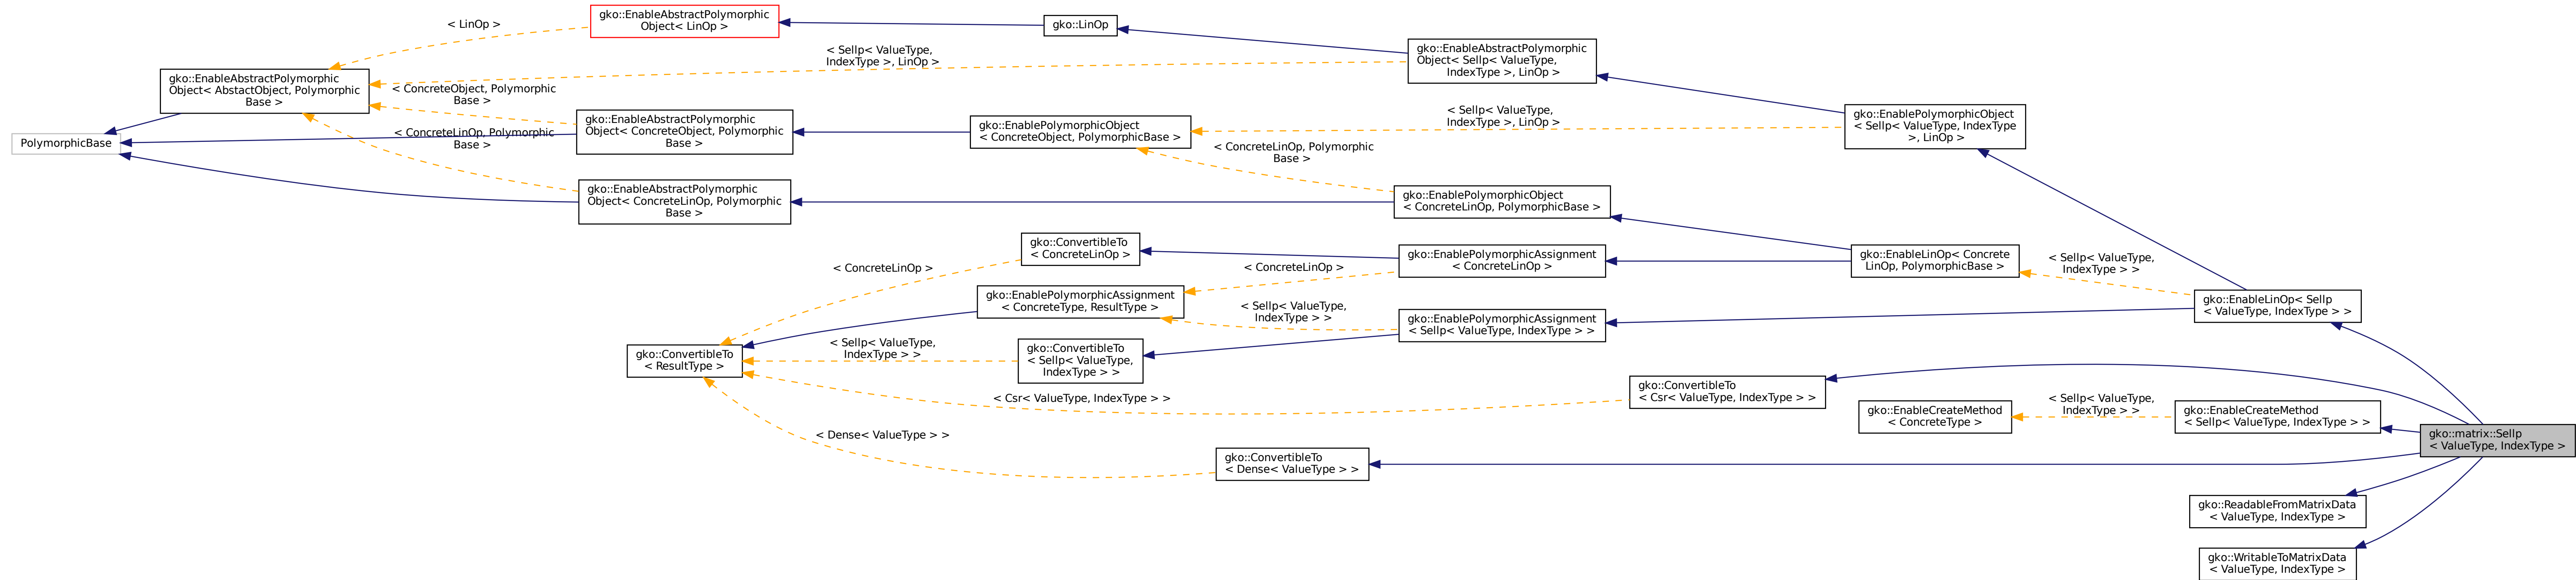 gko::EnableAbstractPolymorphic
Object< LinOp >
< LinOp >
gko::LinOp
< Sellp< ValueType,
IndexType >, LinOp >
gko::EnableAbstractPolymorphic
Object< Sellp< ValueType,
IndexType >, LinOp >
gko::EnableAbstractPolymorphic
Object< AbstactObject, Polymorphic
Base >
< ConcreteObject, Polymorphic
Base >
gko::EnableAbstractPolymorphic
Object< ConcreteObject, Polymorphic
Base >
PolymorphicBase
< ConcreteLinOp, Polymorphic
Base >
gko::EnablePolymorphicObject
< ConcreteObject, PolymorphicBase >
< Sellp< ValueType,
IndexType >, LinOp >
gko::EnablePolymorphicObject
< Sellp< ValueType, IndexType
>, LinOp >
< ConcreteLinOp, Polymorphic
Base >
gko::EnableAbstractPolymorphic
Object< ConcreteLinOp, Polymorphic
Base >
gko::EnablePolymorphicObject
< ConcreteLinOp, PolymorphicBase >
gko::ConvertibleTo
< ConcreteLinOp >
< ConcreteLinOp >
gko::EnablePolymorphicAssignment
< ConcreteLinOp >
< ConcreteLinOp >
gko::EnableLinOp< Concrete
LinOp, PolymorphicBase >
< Sellp< ValueType,
IndexType > >
gko::EnablePolymorphicAssignment
< ConcreteType, ResultType >
< Sellp< ValueType,
IndexType > >
gko::EnablePolymorphicAssignment
< Sellp< ValueType, IndexType > >
gko::EnableLinOp< Sellp
< ValueType, IndexType > >
gko::ConvertibleTo
< ResultType >
< Sellp< ValueType,
IndexType > >
gko::ConvertibleTo
< Sellp< ValueType,
IndexType > >
< Csr< ValueType, IndexType > >
gko::ConvertibleTo
< Csr< ValueType, IndexType > >
gko::EnableCreateMethod
< ConcreteType >
< Sellp< ValueType,
IndexType > >
gko::EnableCreateMethod
< Sellp< ValueType, IndexType > >
gko::matrix::Sellp
< ValueType, IndexType >
< Dense< ValueType > >
gko::ConvertibleTo
< Dense< ValueType > >
gko::ReadableFromMatrixData
< ValueType, IndexType >
gko::WritableToMatrixData
< ValueType, IndexType >